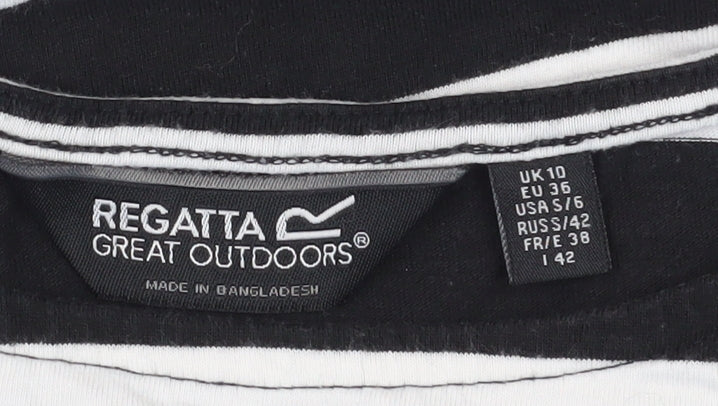 REGATTA
GREAT OUTDOORS®
MADE IN BANGLADESH
UK 10
EU 36
USA S/6
RUS S/42
FR/E 38
I 42